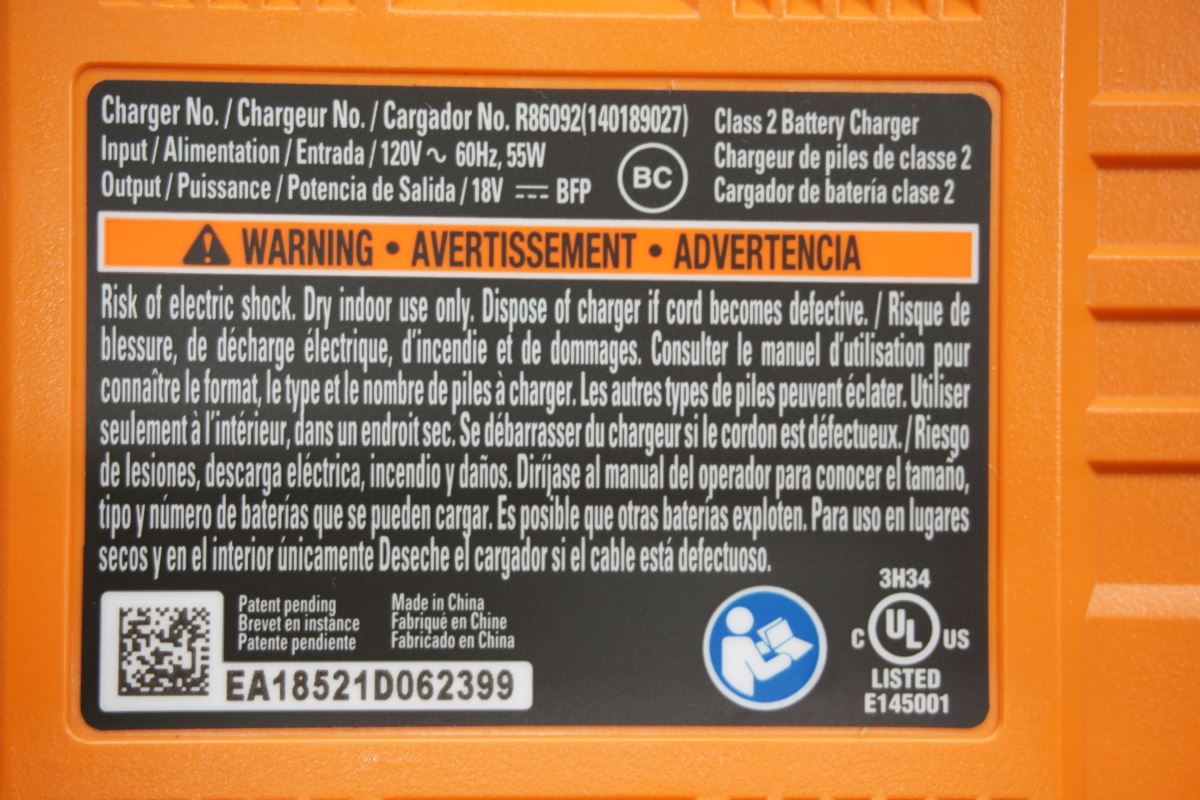 Charger No. / Chargeur No. / Cargador No. R86092(140189027)
Input / Alimentation / Entrada / 120V ~ 60Hz, 55W
Output / Puissance / Potencia de Salida / 18V ⎓ BFP
BC
Class 2 Battery Charger
Chargeur de piles de classe 2
Cargador de batería clase 2
WARNING • AVERTISSEMENT • ADVERTENCIA
Risk of electric shock. Dry indoor use only. Dispose of charger if cord becomes defective. / Risque de
blessure, de décharge électrique, d'incendie et de dommages. Consulter le manuel d'utilisation pour
connaître le format, le type et le nombre de piles à charger. Les autres types de piles peuvent éclater. Utiliser
seulement à l'intérieur, dans un endroit sec. Se débarrasser du chargeur si le cordon est défectueux. / Riesgo
de lesiones, descarga eléctrica, incendio y daños. Diríjase al manual del operador para conocer el tamaño,
tipo y número de baterías que se pueden cargar. Es posible que otras baterías exploten. Para uso en lugares
secos y en el interior únicamente Deseche el cargador si el cable está defectuoso.
Patent pending
Brevet en instance
Patente pendiente
Made in China
Fabriqué en Chine
Fabricado en China
EA18521D062399
3H34
C UL US
LISTED
E145001